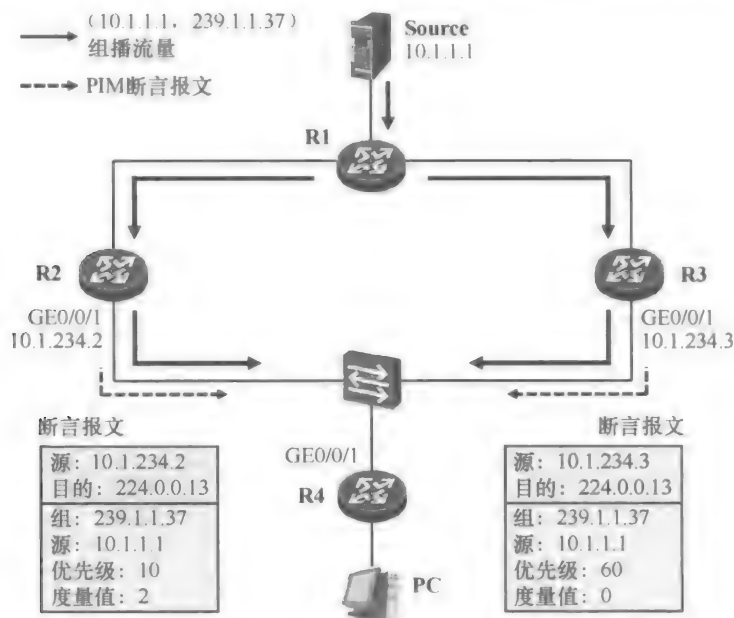 (10.1.1.1, 239.1.1.37)
组播流量
PIM断言报文
Source
10.1.1.1
R1
R2
R3
GE0/0/1
10.1.234.2
GE0/0/1
10.1.234.3
断言报文
源: 10.1.234.2
目的: 224.0.0.13
组: 239.1.1.37
源: 10.1.1.1
优先级: 10
度量值: 2
GE0/0/1
R4
PC
断言报文
源: 10.1.234.3
目的: 224.0.0.13
组: 239.1.1.37
源: 10.1.1.1
优先级: 60
度量值: 0